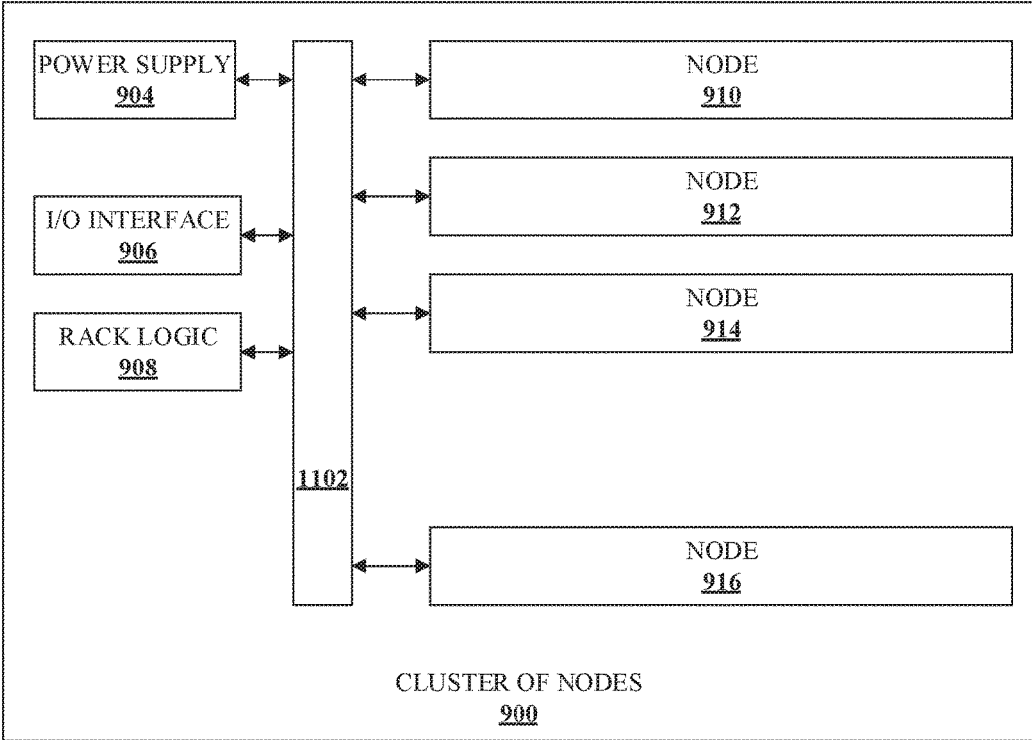 POWER SUPPLY
904
I/O INTERFACE
906
RACK LOGIC
908
1102
NODE
910
NODE
912
NODE
914
NODE
916
CLUSTER OF NODES
900